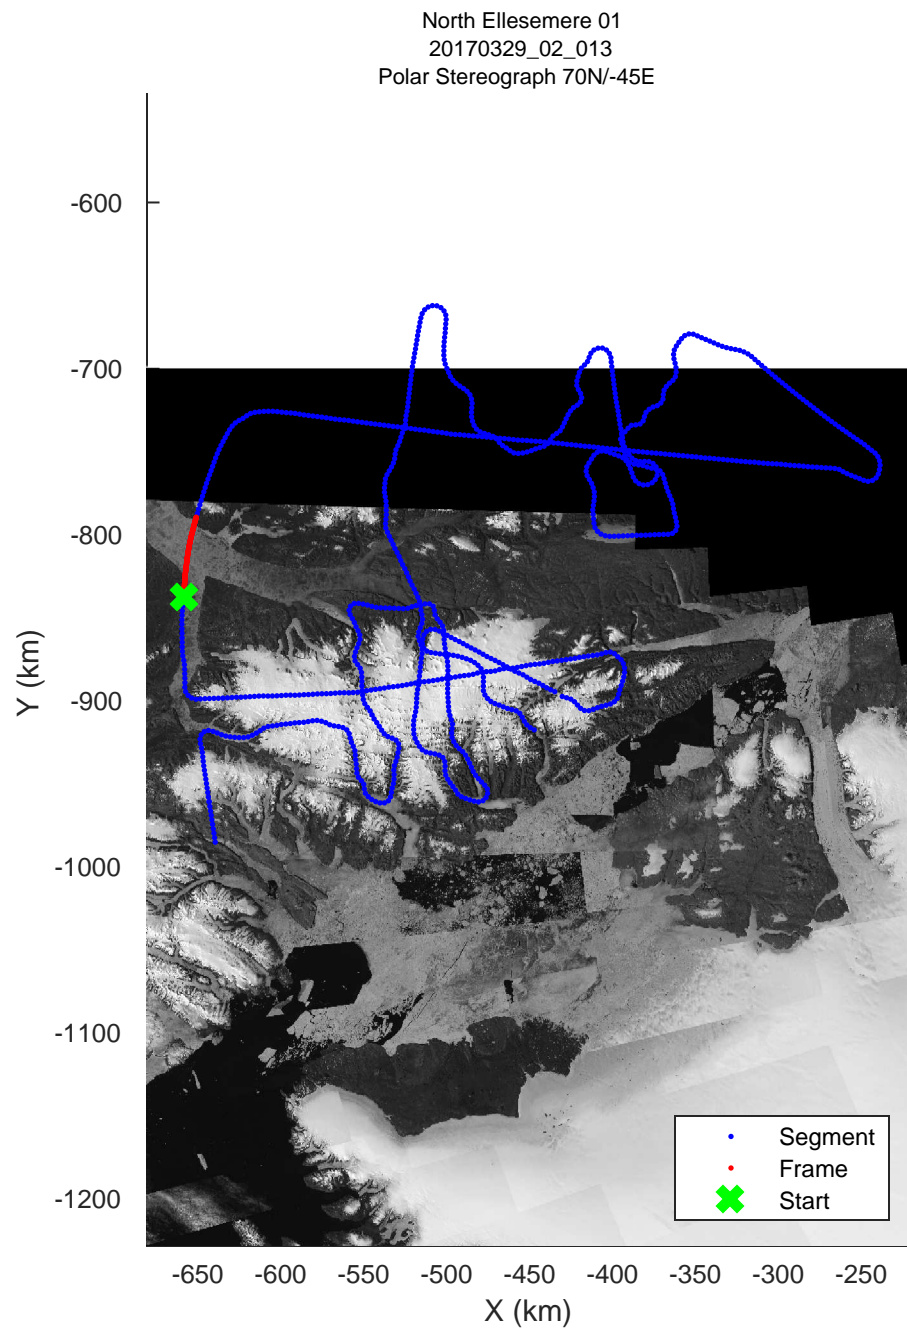 North Ellesemere 01
20170329_02_013
Polar Stereograph 70N/-45E
-600
-700
-800
-900
-1000
-1100
-1200
Y (km)
Segment
Frame
Start
-650 -600 -550 -500 -450 -400 -350 -300 -250
X (km)